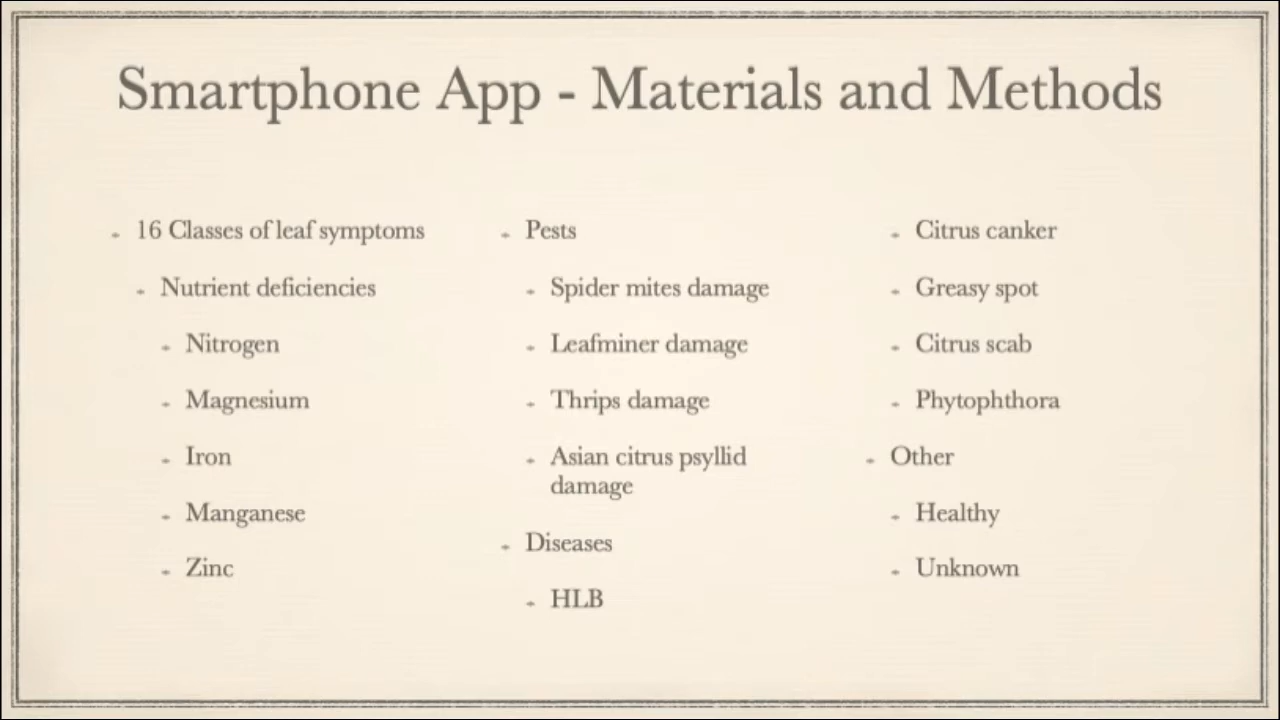 Smartphone App - Materials and Methods
16 Classes of leaf symptoms
Nutrient deficiencies
Nitrogen
Magnesium
Iron
Manganese
Zinc
Pests
Spider mites damage
Leafminer damage
Thrips damage
Asian citrus psyllid
damage
Diseases
HLB
Citrus canker
Greasy spot
Citrus scab
Phytophthora
Other
Healthy
Unknown